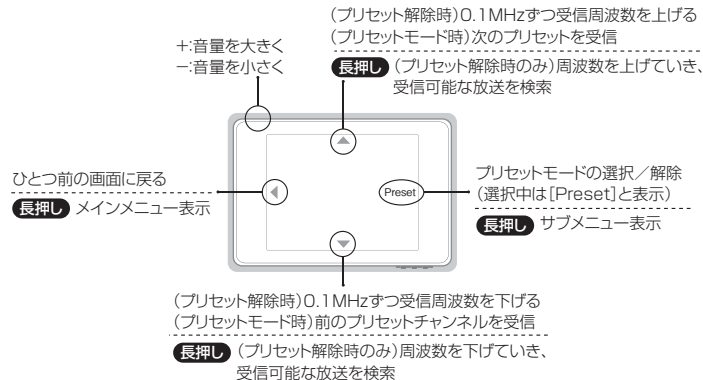 (プリセット解除時)0.1MHzずつ受信周波数を上げる
(プリセットモード時)次のプリセットを受信
長押し (プリセット解除時のみ)周波数を上げていき、
受信可能な放送を検索
+:音量を大きく
−:音量を小さく
ひとつ前の画面に戻る
長押し メインメニュー表示
Preset
プリセットモードの選択/解除
(選択中は[Preset]と表示)
長押し サブメニュー表示
(プリセット解除時)0.1MHzずつ受信周波数を下げる
(プリセットモード時)前のプリセットチャンネルを受信
長押し (プリセット解除時のみ)周波数を下げていき、
受信可能な放送を検索